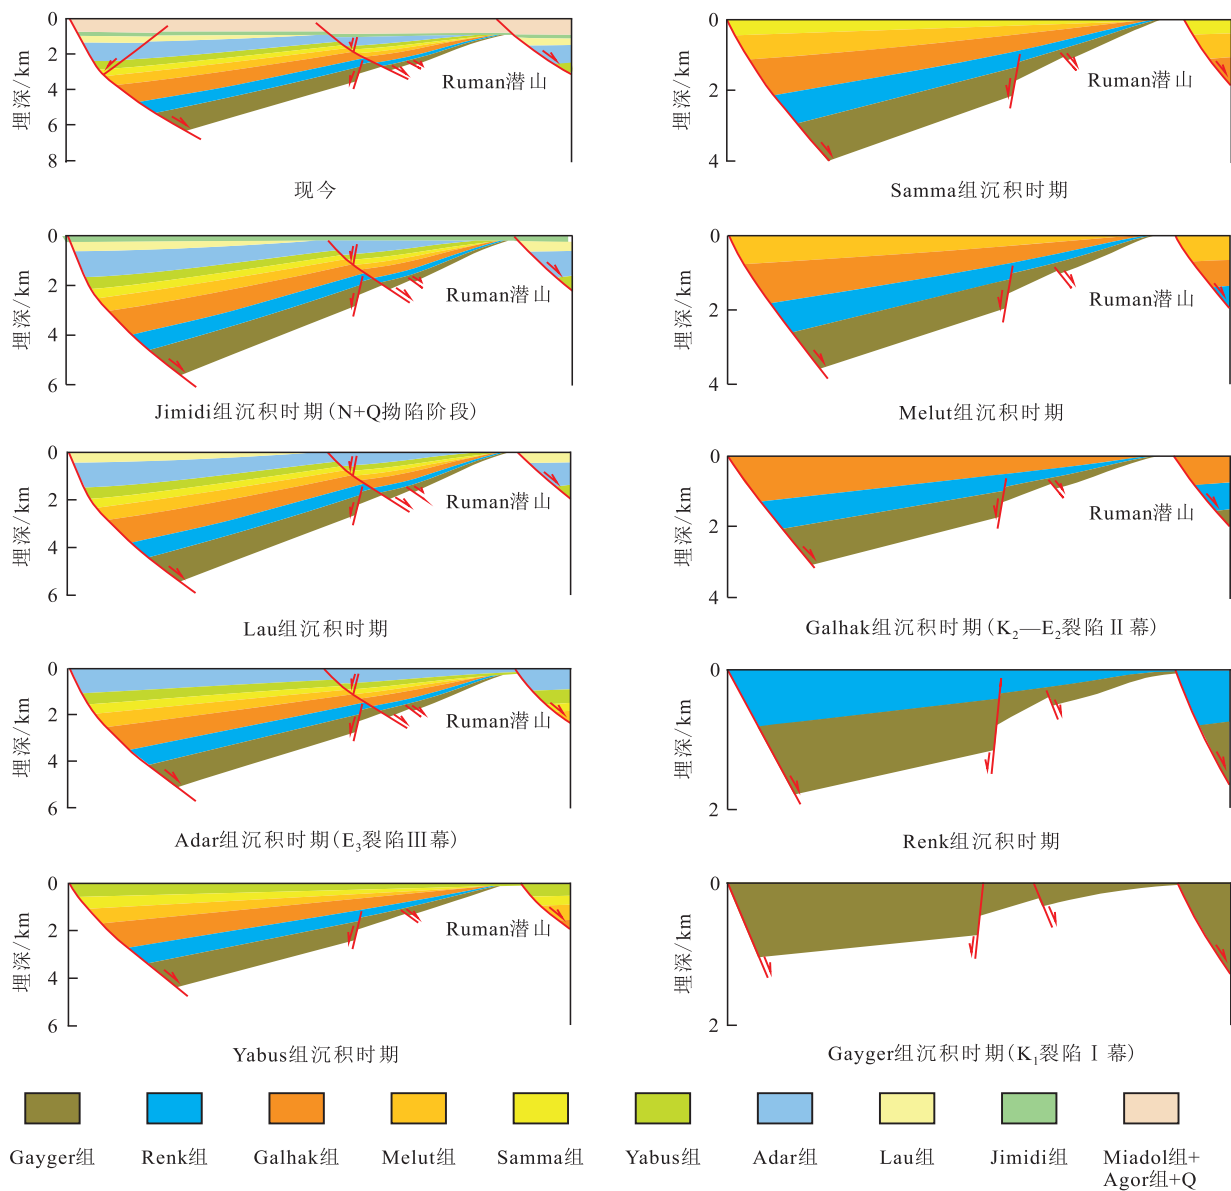 0
2
4
6
8
埋深/km
Ruman潜山
现今
0
2
4
埋深/km
Ruman潜山
Samma组沉积时期
0
2
4
6
埋深/km
Ruman潜山
Jimidi组沉积时期(N+Q拗陷阶段)
0
2
4
埋深/km
Ruman潜山
Melut组沉积时期
0
2
4
6
埋深/km
Ruman潜山
Lau组沉积时期
0
2
4
埋深/km
Ruman潜山
Galhak组沉积时期(K2—E2裂陷Ⅱ幕)
0
2
4
6
埋深/km
Ruman潜山
Adar组沉积时期(E3裂陷Ⅲ幕)
0
2
埋深/km
Renk组沉积时期
0
2
4
6
埋深/km
Ruman潜山
Yabus组沉积时期
0
2
埋深/km
Gayger组沉积时期(K1裂陷Ⅰ幕)
Gayger组
Renk组
Galhak组
Melut组
Samma组
Yabus组
Adar组
Lau组
Jimidi组
Miadol组+
Agor组+Q